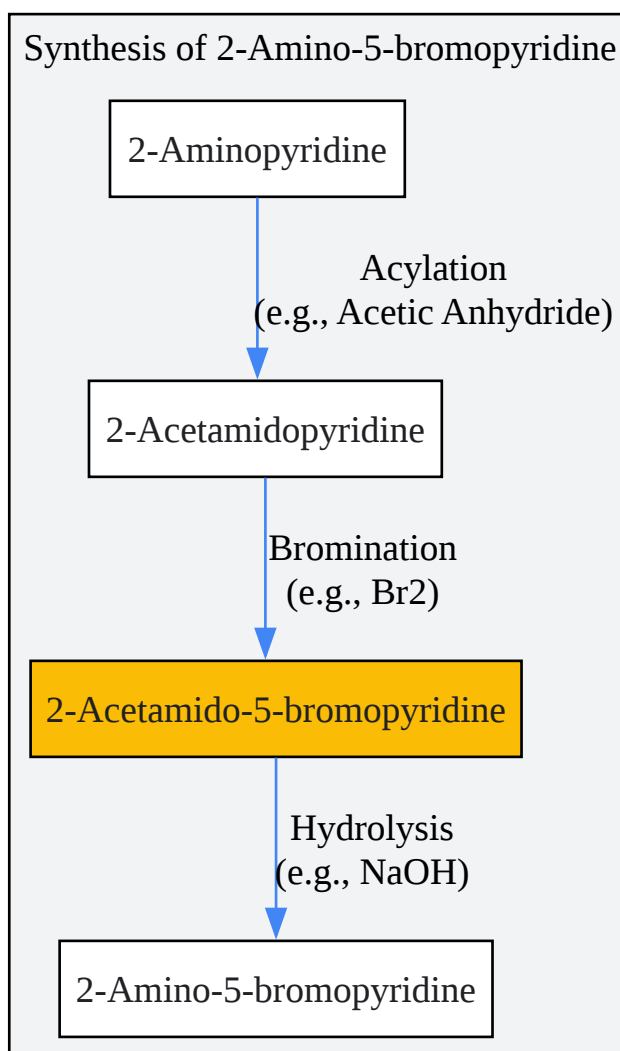 Synthesis of 2-Amino-5-bromopyridine
2-Aminopyridine
Acylation
(e.g., Acetic Anhydride)
2-Acetamidopyridine
Bromination
(e.g., Br2)
2-Acetamido-5-bromopyridine
Hydrolysis
(e.g., NaOH)
2-Amino-5-bromopyridine